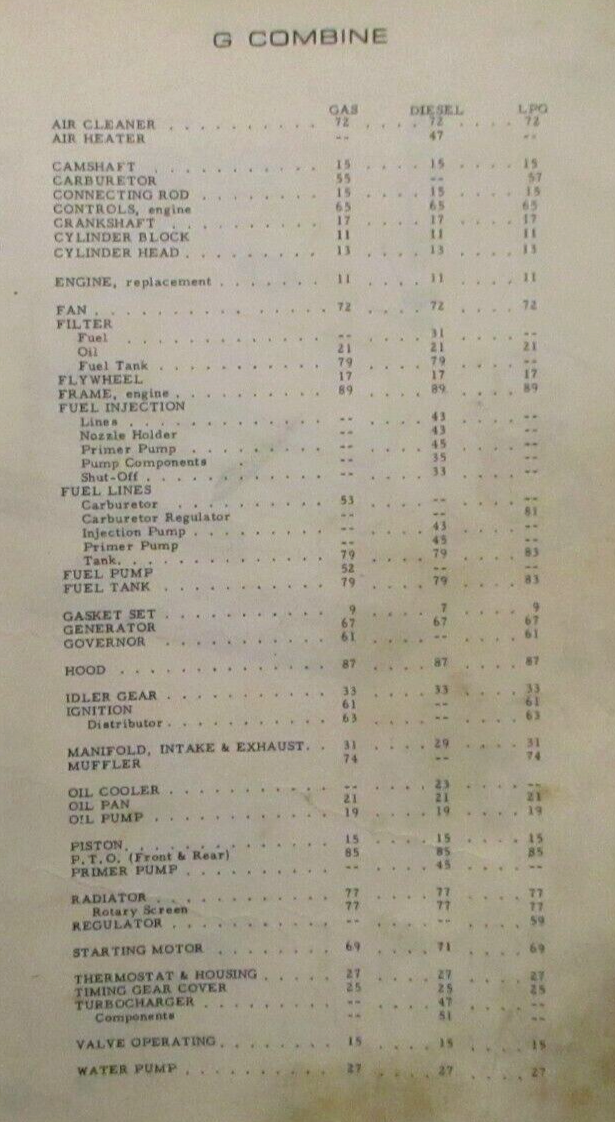 G COMBINE
GAS DIESEL LPG
AIR CLEANER . . . . . . . . . . 72 . . . . 72 . . . . 72
AIR HEATER -- 47 --
CAMSHAFT . . . . . . . . . . . 15 . . . . 15 . . . . 15
CARBURETOR 55 -- 57
CONNECTING ROD . . . . . . . . 15 . . . . 15 . . . . 15
CONTROLS, engine 65 65 65
CRANKSHAFT . . . . . . . . . . 17 . . . . 17 . . . . 17
CYLINDER BLOCK 11 11 11
CYLINDER HEAD . . . . . . . . . 13 . . . . 13 . . . . 13
ENGINE, replacement . . . . . . . 11 . . . . 11 . . . . 11
FAN . . . . . . . . . . . . . . 72 . . . . 72 . . . . 72
FILTER
Fuel . . . . . . . . . . . . -- . . . . 31 . . . . --
Oil 21 21 21
Fuel Tank . . . . . . . . . . 79 . . . . 79 . . . . --
FLYWHEEL 17 17 17
FRAME, engine . . . . . . . . . 89 . . . . 89 . . . . 89
FUEL INJECTION
Lines . . . . . . . . . . . . -- . . . . 43 . . . . --
Nozzle Holder -- 43 --
Primer Pump . . . . . . . . . -- . . . . 45 . . . . --
Pump Components -- 35 --
Shut-Off . . . . . . . . . . . -- . . . . 33 . . . . --
FUEL LINES
Carburetor . . . . . . . . . . 53 . . . . -- . . . . --
Carburetor Regulator -- -- 81
Injection Pump . . . . . . . . -- . . . . 43 . . . . --
Primer Pump -- 45 --
Tank. . . . . . . . . . . . . 79 . . . . 79 . . . . 83
FUEL PUMP 52 -- --
FUEL TANK . . . . . . . . . . . 79 . . . . 79 . . . . 83
GASKET SET . . . . . . . . . . . 9 . . . . 7 . . . . 9
GENERATOR 67 67 67
GOVERNOR . . . . . . . . . . . 61 . . . . -- . . . . 61
HOOD . . . . . . . . . . . . . 87 . . . . 87 . . . . 87
IDLER GEAR . . . . . . . . . . . 33 . . . . 33 . . . . 33
IGNITION 61 -- 61
Distributor . . . . . . . . . . 63 . . . . -- . . . . 63
MANIFOLD, INTAKE & EXHAUST. . 31 . . . . 29 . . . . 31
MUFFLER 74 -- 74
OIL COOLER . . . . . . . . . . . -- . . . . 23 . . . . --
OIL PAN 21 21 21
OIL PUMP . . . . . . . . . . . . 19 . . . . 19 . . . . 19
PISTON. . . . . . . . . . . . . 15 . . . . 15 . . . . 15
P.T.O. (Front & Rear) 85 85 85
PRIMER PUMP . . . . . . . . . . -- . . . . 45 . . . . --
RADIATOR . . . . . . . . . . . . 77 . . . . 77 . . . . 77
Rotary Screen 77 77 77
REGULATOR . . . . . . . . . . . -- . . . . -- . . . . 59
STARTING MOTOR . . . . . . . . 69 . . . . 71 . . . . 69
THERMOSTAT & HOUSING . . . . . 27 . . . . 27 . . . . 27
TIMING GEAR COVER 25 25 25
TURBOCHARGER . . . . . . . . . -- . . . . 47 . . . . --
Components -- 51 --
VALVE OPERATING. . . . . . . . 15 . . . . 15 . . . . 15
WATER PUMP . . . . . . . . . . 27 . . . . 27 . . . . 27